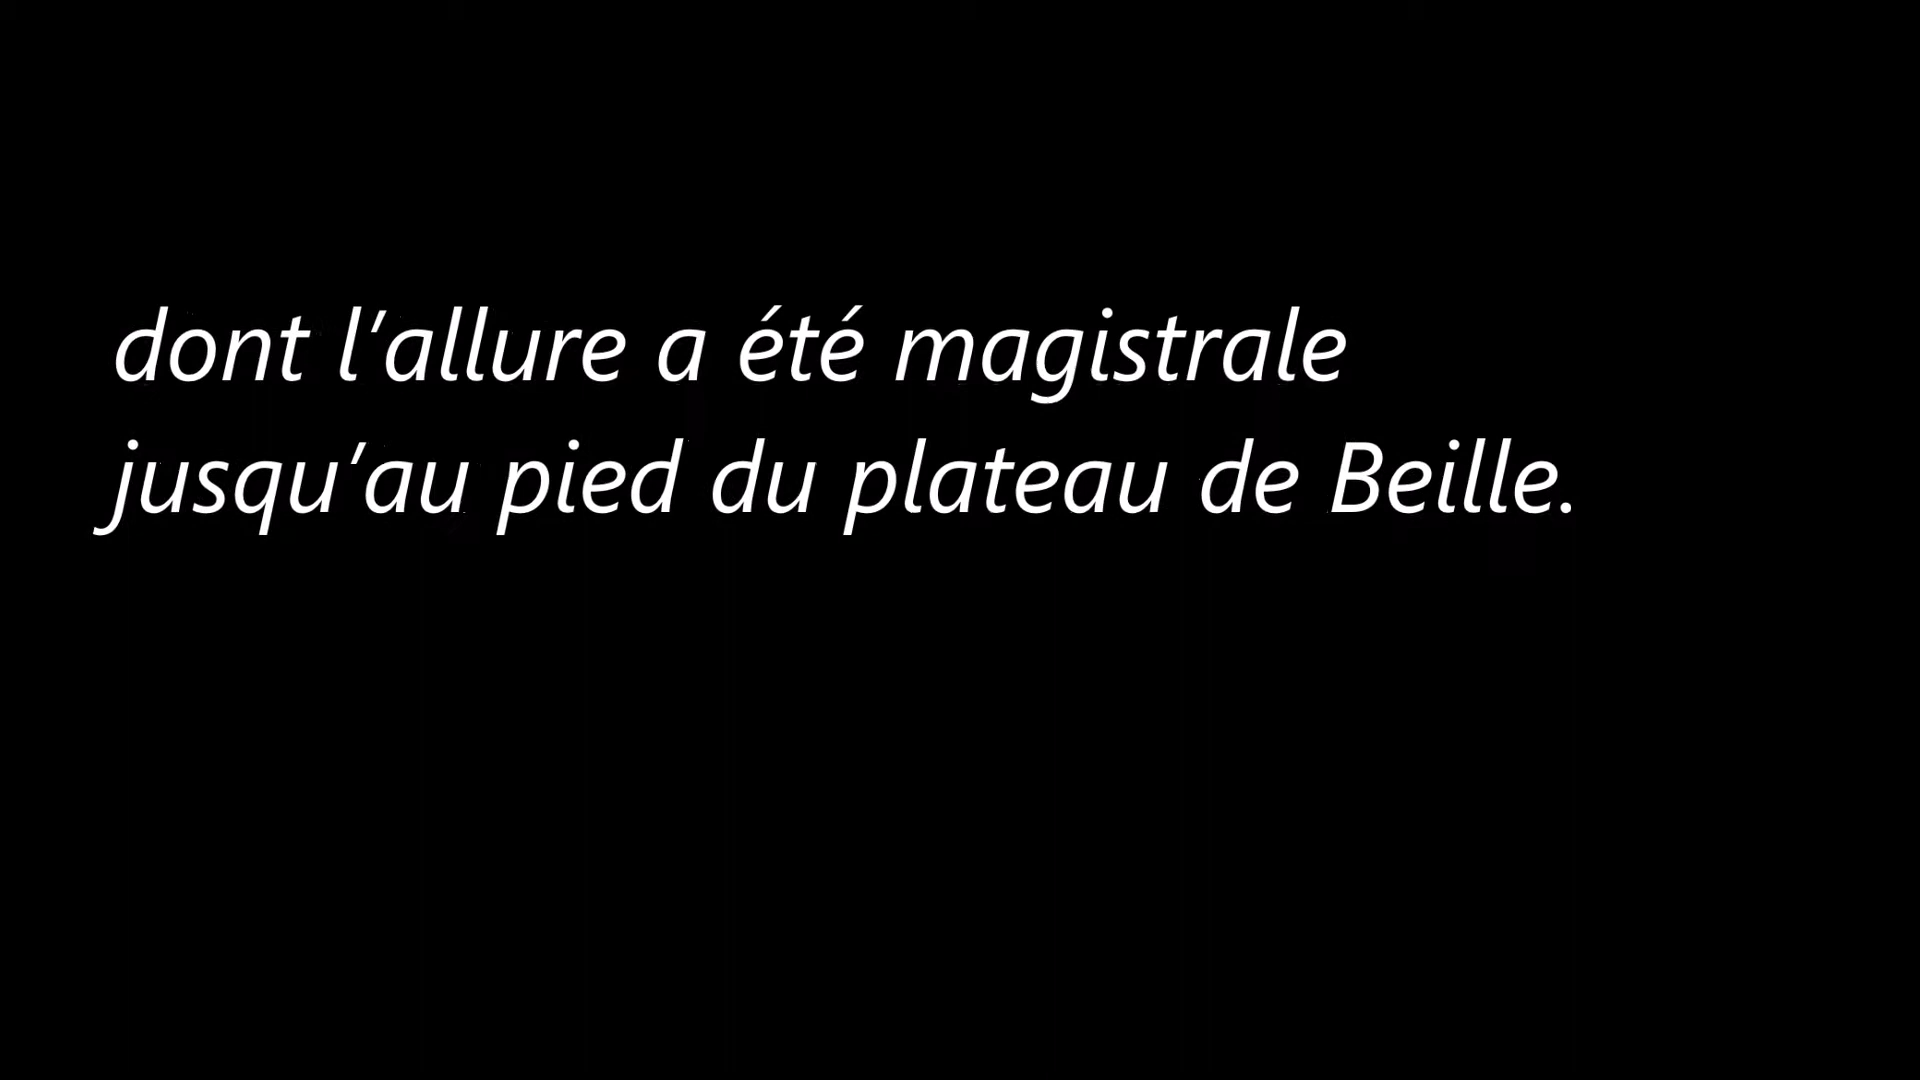 dont l’allure a été magistrale
jusqu’au pied du plateau de Beille.